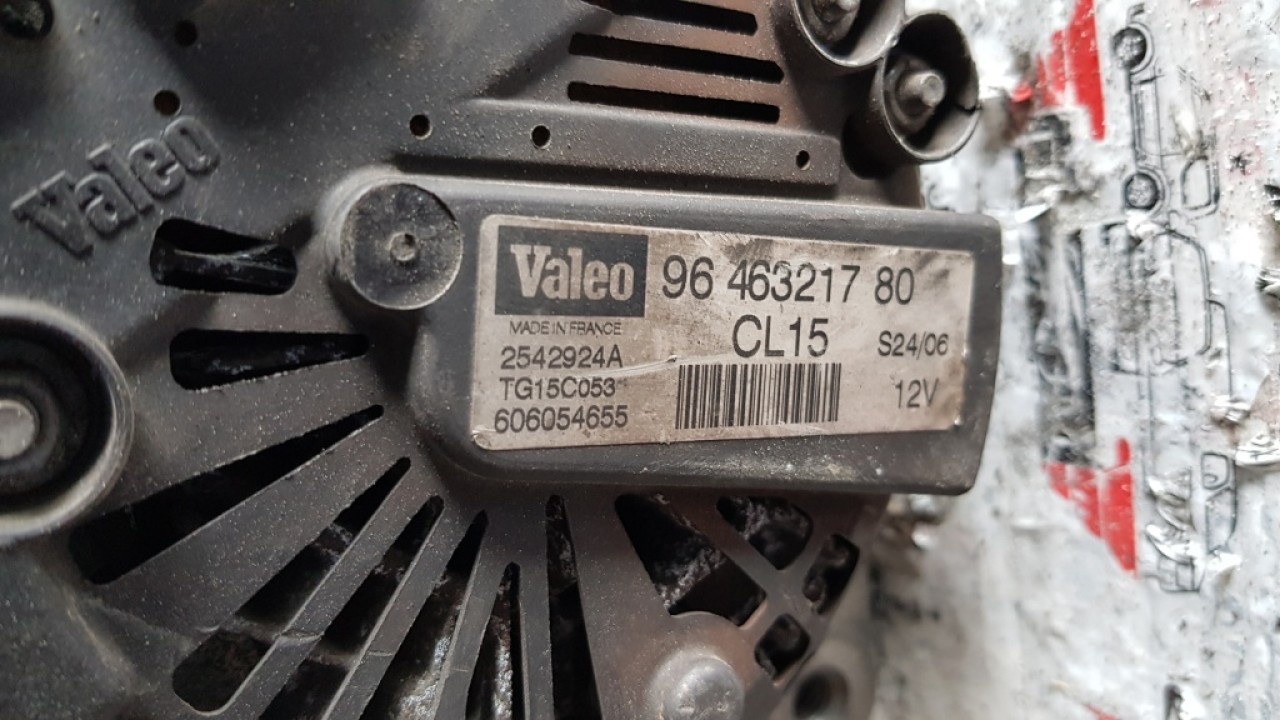 Valeo
Valeo 96 463217 80
MADE IN FRANCE CL15 S24/06
2542924A
TG15C053 12V
606054655